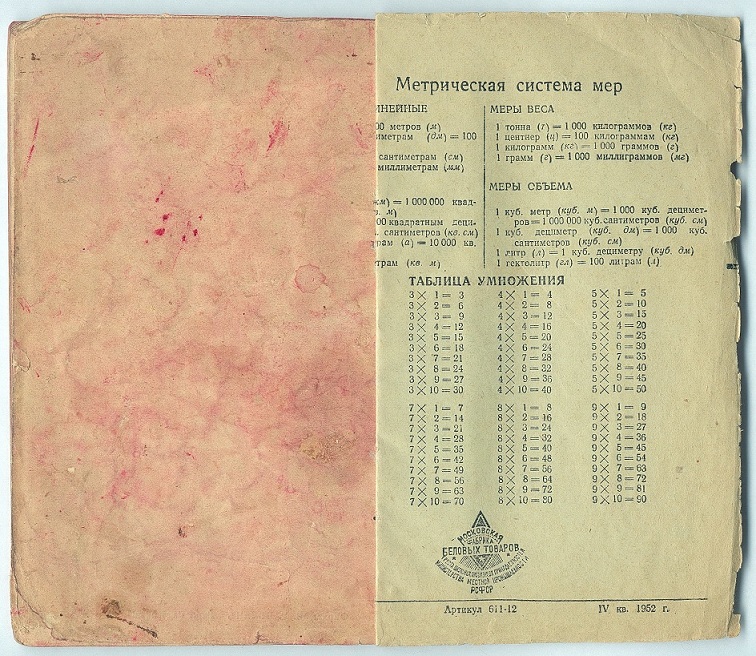 Метрическая система мер
ИНЕЙНЫЕ
00 метров (м)
иметрам (дм) = 100
сантиметрам (см)
миллиметрам (мм)
км) = 1 000 000 квад-
в. м)
00 квадратным деци-
. сантиметров (кв. см)
рам (а) = 10 000 кв.
етрам (кв. м)
МЕРЫ ВЕСА
1 тонна (т) = 1 000 килограммов (кг)
1 центнер (ц) = 100 килограммам (кг)
1 килограмм (кг) = 1 000 граммов (г)
1 грамм (г) = 1 000 миллиграммов (мг)
МЕРЫ ОБЪЕМА
1 куб. метр (куб. м) = 1 000 куб. децимет-
ров = 1 000 000 куб. сантиметров (куб. см)
1 куб. дециметр (куб. дм) = 1 000 куб.
сантиметров (куб. см)
1 литр (л) = 1 куб. дециметру (куб. дм)
1 гектолитр (гл) = 100 литрам (л)
ТАБЛИЦА УМНОЖЕНИЯ
3 × 1 = 3 4 × 1 = 4 5 × 1 = 5
3 × 2 = 6 4 × 2 = 8 5 × 2 = 10
3 × 3 = 9 4 × 3 = 12 5 × 3 = 15
3 × 4 = 12 4 × 4 = 16 5 × 4 = 20
3 × 5 = 15 4 × 5 = 20 5 × 5 = 25
3 × 6 = 18 4 × 6 = 24 5 × 6 = 30
3 × 7 = 21 4 × 7 = 28 5 × 7 = 35
3 × 8 = 24 4 × 8 = 32 5 × 8 = 40
3 × 9 = 27 4 × 9 = 36 5 × 9 = 45
3 × 10 = 30 4 × 10 = 40 5 × 10 = 50
7 × 1 = 7 8 × 1 = 8 9 × 1 = 9
7 × 2 = 14 8 × 2 = 16 9 × 2 = 18
7 × 3 = 21 8 × 3 = 24 9 × 3 = 27
7 × 4 = 28 8 × 4 = 32 9 × 4 = 36
7 × 5 = 35 8 × 5 = 40 9 × 5 = 45
7 × 6 = 42 8 × 6 = 48 9 × 6 = 54
7 × 7 = 49 8 × 7 = 56 9 × 7 = 63
7 × 8 = 56 8 × 8 = 64 9 × 8 = 72
7 × 9 = 63 8 × 9 = 72 9 × 9 = 81
7 × 10 = 70 8 × 10 = 80 9 × 10 = 90
МОСКОВСКАЯ
ФАБРИКА
БЕЛОВЫХ ТОВАРОВ
МИНИСТЕРСТВА МЕСТНОЙ ПРОМЫШЛЕННОСТИ
РСФСР
Артикул 611-12 IV кв. 1952 г.